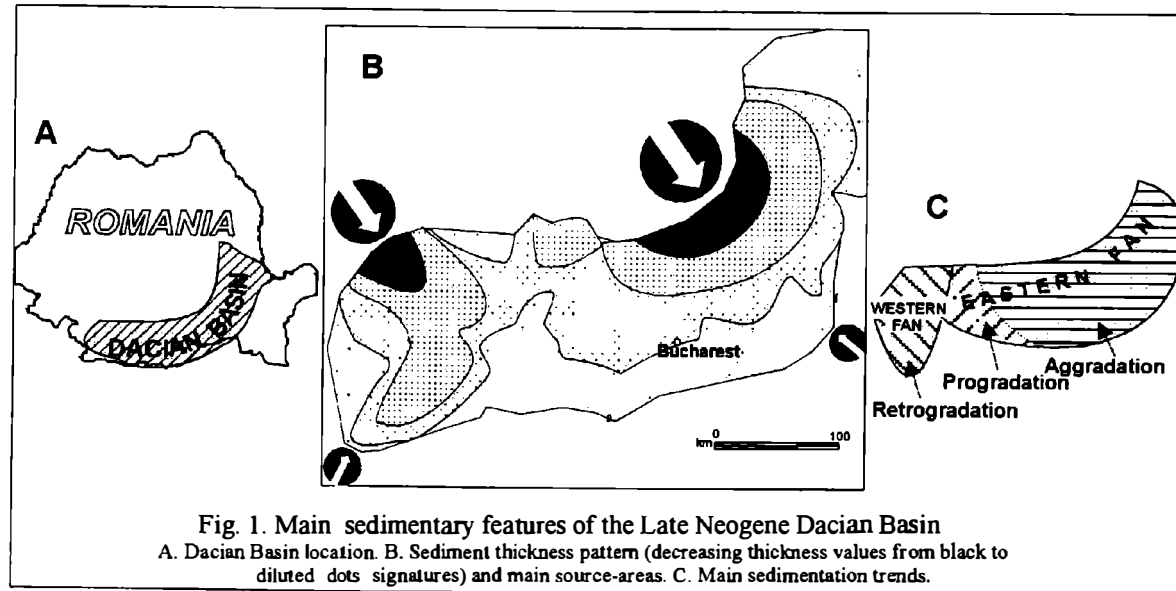 A
ROMANIA
DACIAN BASIN
B
Bucharest
0 100
km
C
WESTERN
FAN
EASTERN FAN
Aggradation
Progradation
Retrogradation
Fig. 1. Main sedimentary features of the Late Neogene Dacian Basin
A. Dacian Basin location. B. Sediment thickness pattern (decreasing thickness values from black to
diluted dots signatures) and main source-areas. C. Main sedimentation trends.